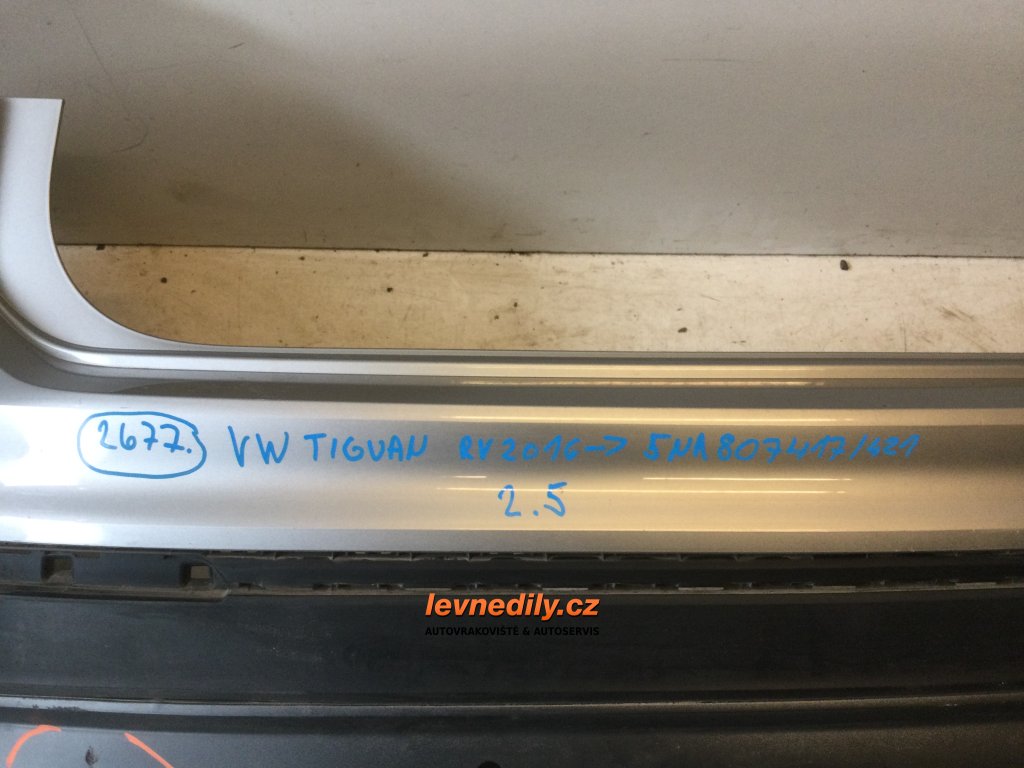 2677. VW TIGUAN RV2016-> 5NA807417/421
2.5
levnedily.cz
AUTOVRAKOVIŠTĚ & AUTOSERVIS